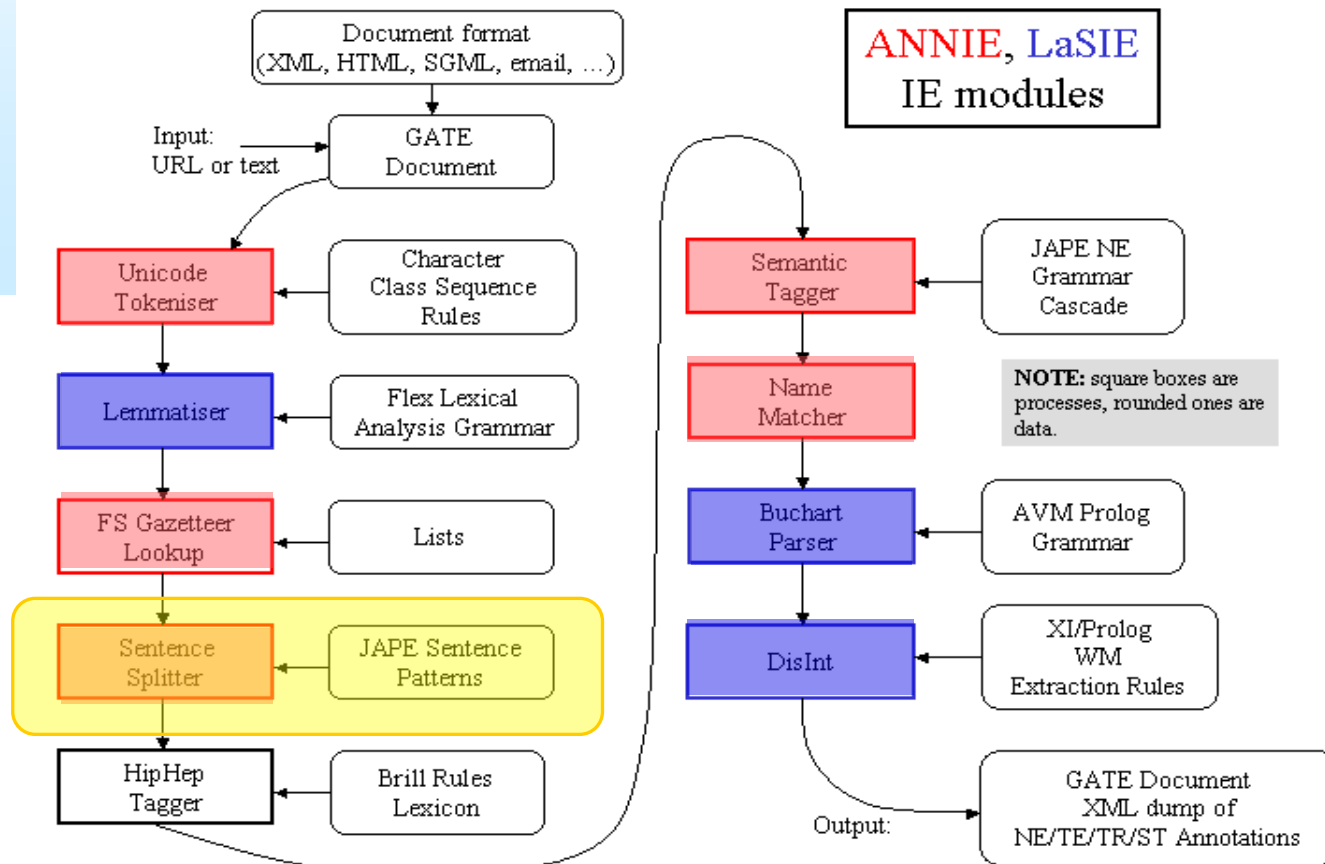 Document format
(XML, HTML, SGML, email, ...)
ANNIE, LaSIE
IE modules
Input:
URL or text
GATE
Document
Unicode
Tokeniser
Character
Class Sequence
Rules
Lemmatiser
Flex Lexical
Analysis Grammar
FS Gazetteer
Lookup
Lists
Sentence
Splitter
JAPE Sentence
Patterns
HipHep
Tagger
Brill Rules
Lexicon
Semantic
Tagger
JAPE NE
Grammar
Cascade
Name
Matcher
NOTE: square boxes are
processes, rounded ones are
data.
Buchart
Parser
AVM Prolog
Grammar
DisInt
XI/Prolog
WM
Extraction Rules
Output:
GATE Document
XML dump of
NE/TE/TR/ST Annotations